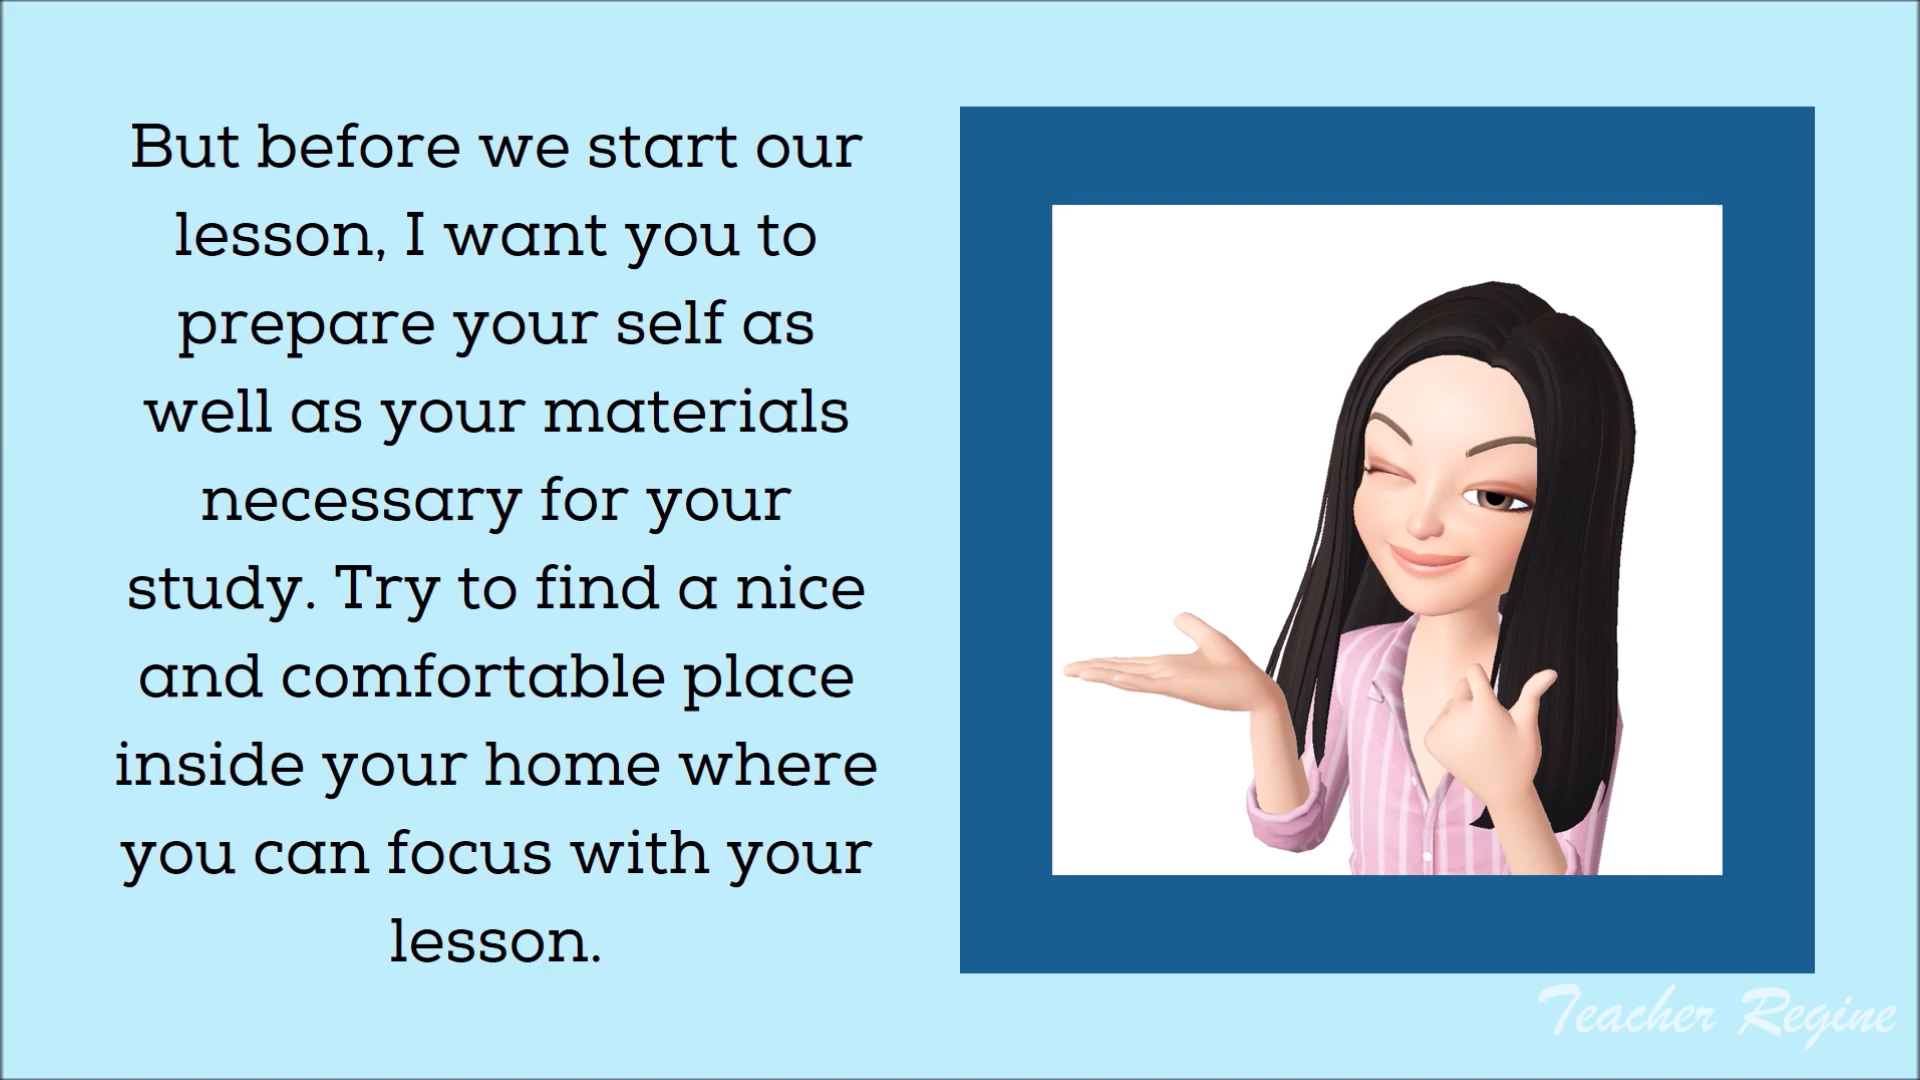 But before we start our
lesson, I want you to
prepare your self as
well as your materials
necessary for your
study. Try to find a nice
and comfortable place
inside your home where
you can focus with your
lesson.
Teacher Regine